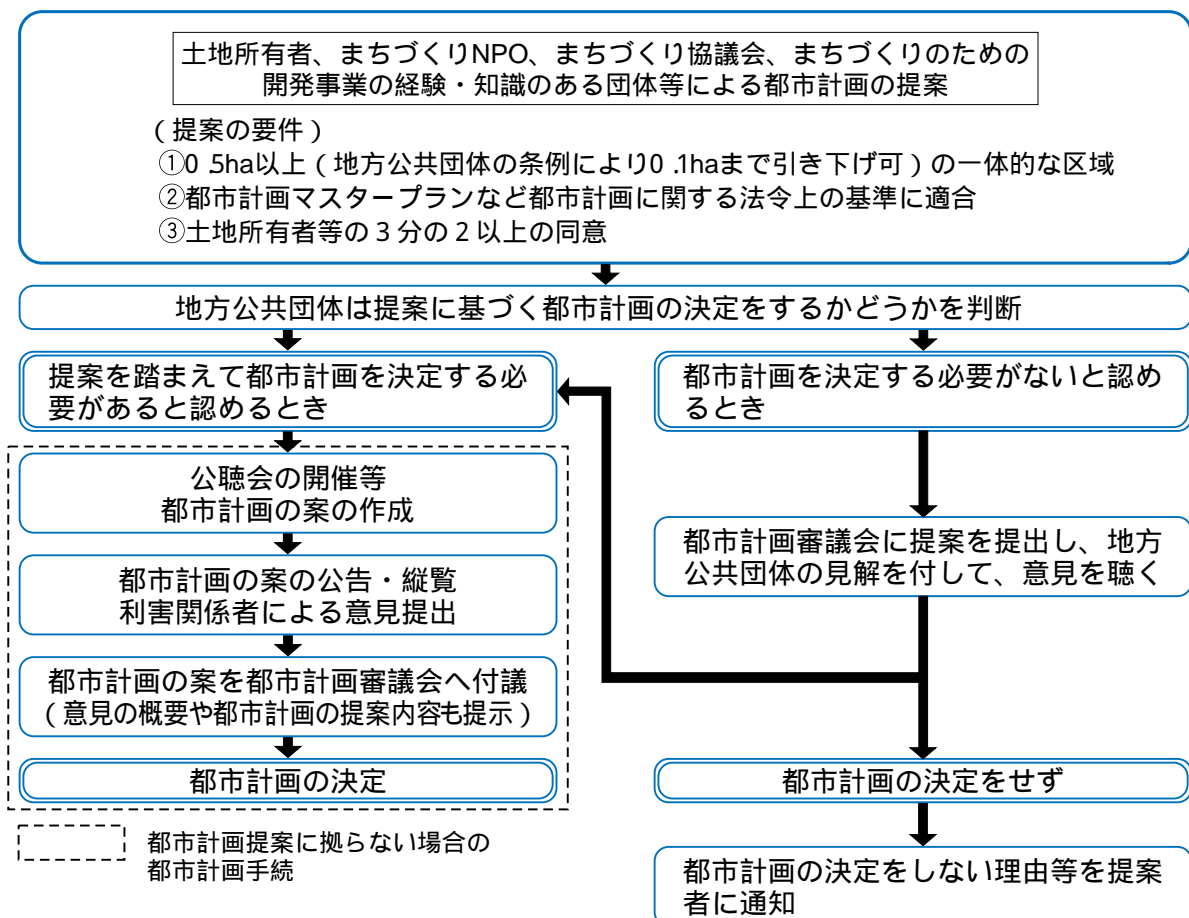 土地所有者、まちづくりNPO、まちづくり協議会、まちづくりのための
開発事業の経験・知識のある団体等による都市計画の提案
(提案の要件)
①0.5ha以上(地方公共団体の条例により0.1haまで引き下げ可)の一体的な区域
②都市計画マスタープランなど都市計画に関する法令上の基準に適合
③土地所有者等の3分の2以上の同意
地方公共団体は提案に基づく都市計画の決定をするかどうかを判断
提案を踏まえて都市計画を決定する必
要があると認めるとき
公聴会の開催等
都市計画の案の作成
都市計画の案の公告・縦覧
利害関係者による意見提出
都市計画の案を都市計画審議会へ付議
(意見の概要や都市計画の提案内容も提示)
都市計画の決定
都市計画提案に拠らない場合の
都市計画手続
都市計画を決定する必要がないと認め
るとき
都市計画審議会に提案を提出し、地方
公共団体の見解を付して、意見を聴く
都市計画の決定をせず
都市計画の決定をしない理由等を提案
者に通知